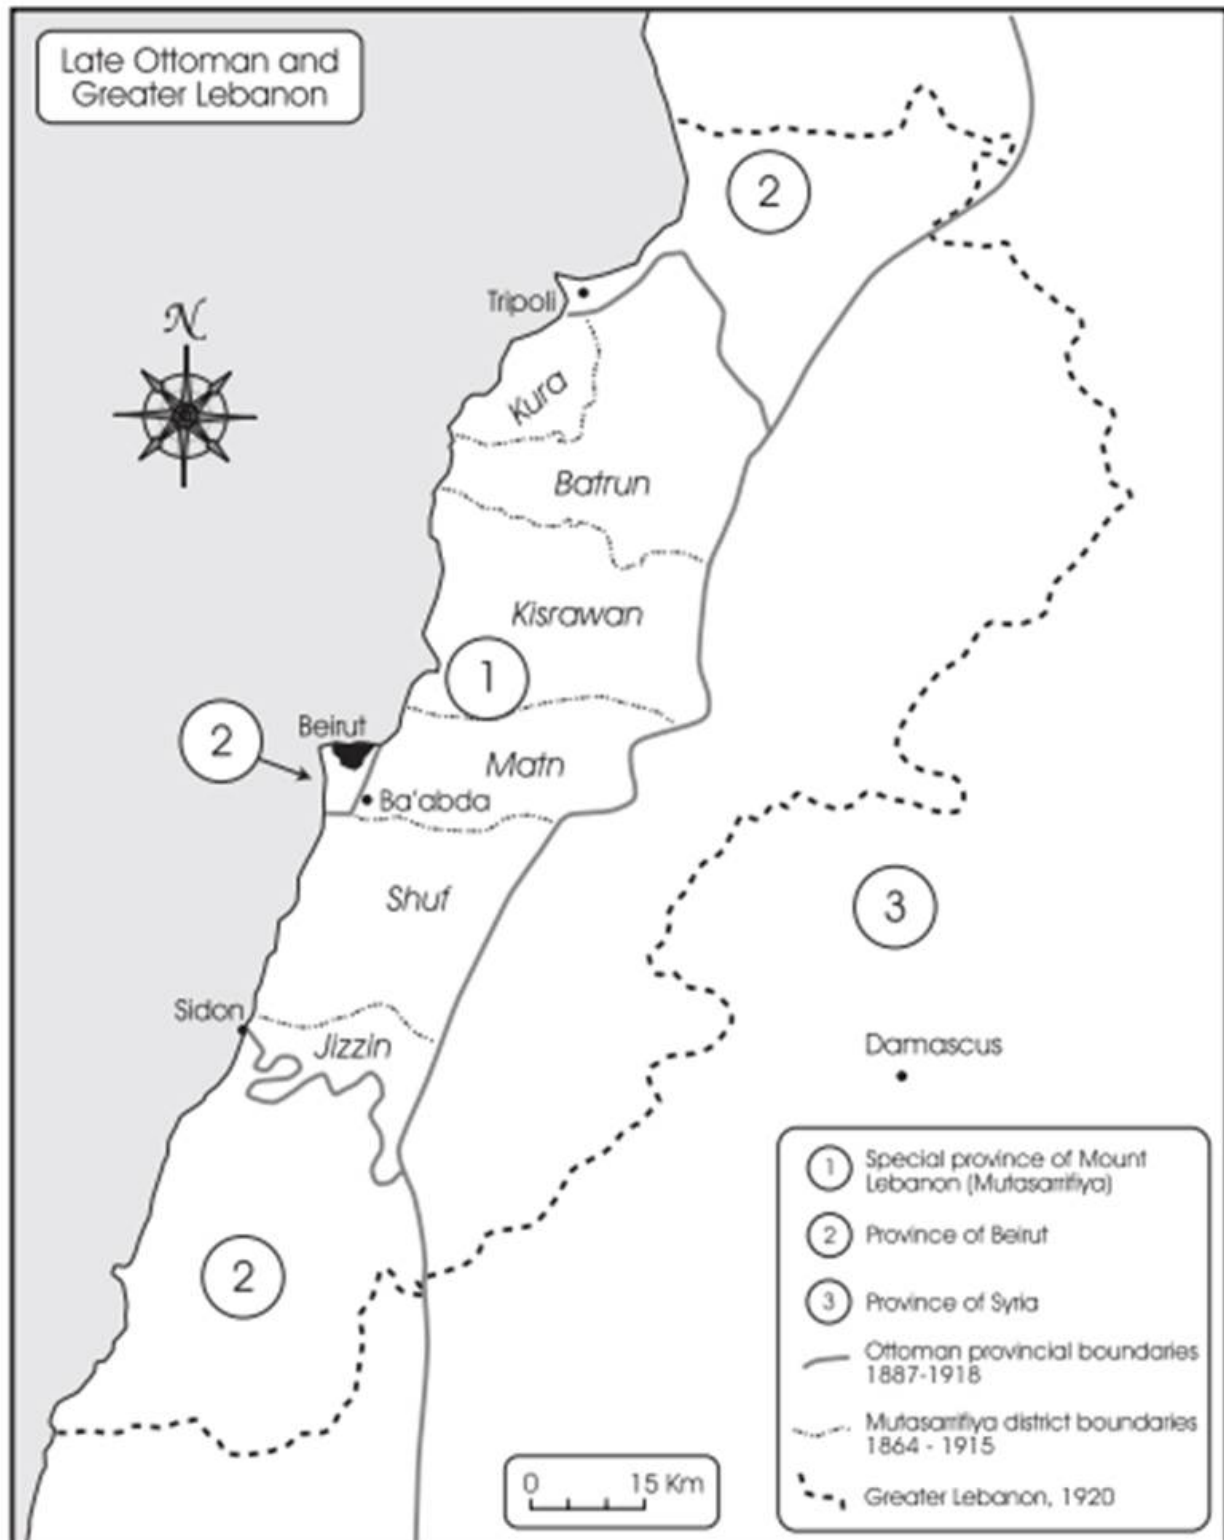 Late Ottoman and
Greater Lebanon
2
Tripoli
N
Kura
Batrun
Kisrawan
1
2
Beirut
Matn
Ba'abda
Shuf
3
Sidon
Jizzin
Damascus
2
1 Special province of Mount
Lebanon (Mutasarrifiya)
2 Province of Beirut
3 Province of Syria
Ottoman provincial boundaries
1887-1918
Mutasarrifiya district boundaries
1864 - 1915
Greater Lebanon, 1920
0 15 Km